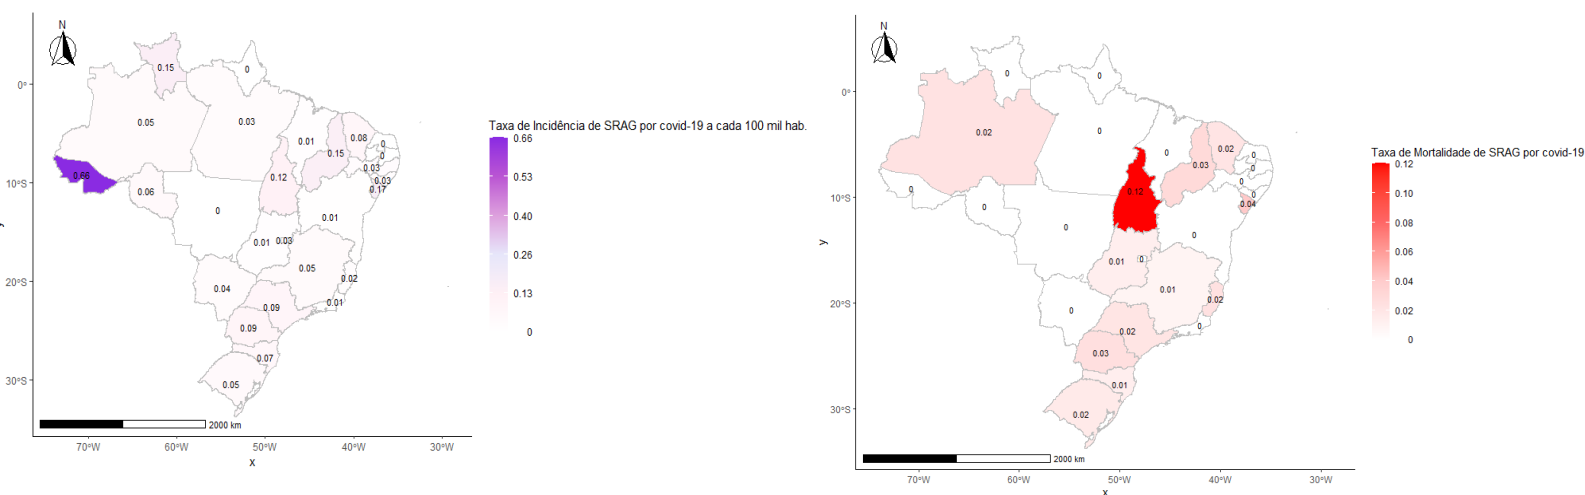 N
0
0.15
0°
0.05
0.03
0.01
0.08
0
0
0.15
0.03
0.66
0.12
0.03
0.17
10°S
0.06
0
0.01
0.01
0.03
0.05
0.02
20°S
0.04
0.01
0.09
0.09
0.07
30°S
0.05
2000 km
70°W
60°W
50°W
40°W
30°W
x
y
Taxa de Incidência de SRAG por covid-19 a cada 100 mil hab.
0.66
0.53
0.40
0.26
0.13
0
N
0
0
0°
0.02
0
0
0.02
0
0
0.03
0
0
0
0.12
0.04
10°S
0
0
0
0.01
0
0.01
0.02
20°S
0
0.02
0
0.03
0.01
30°S
0.02
2000 km
70°W
60°W
50°W
40°W
30°W
x
y
Taxa de Mortalidade de SRAG por covid-19
0.12
0.10
0.08
0.06
0.04
0.02
0